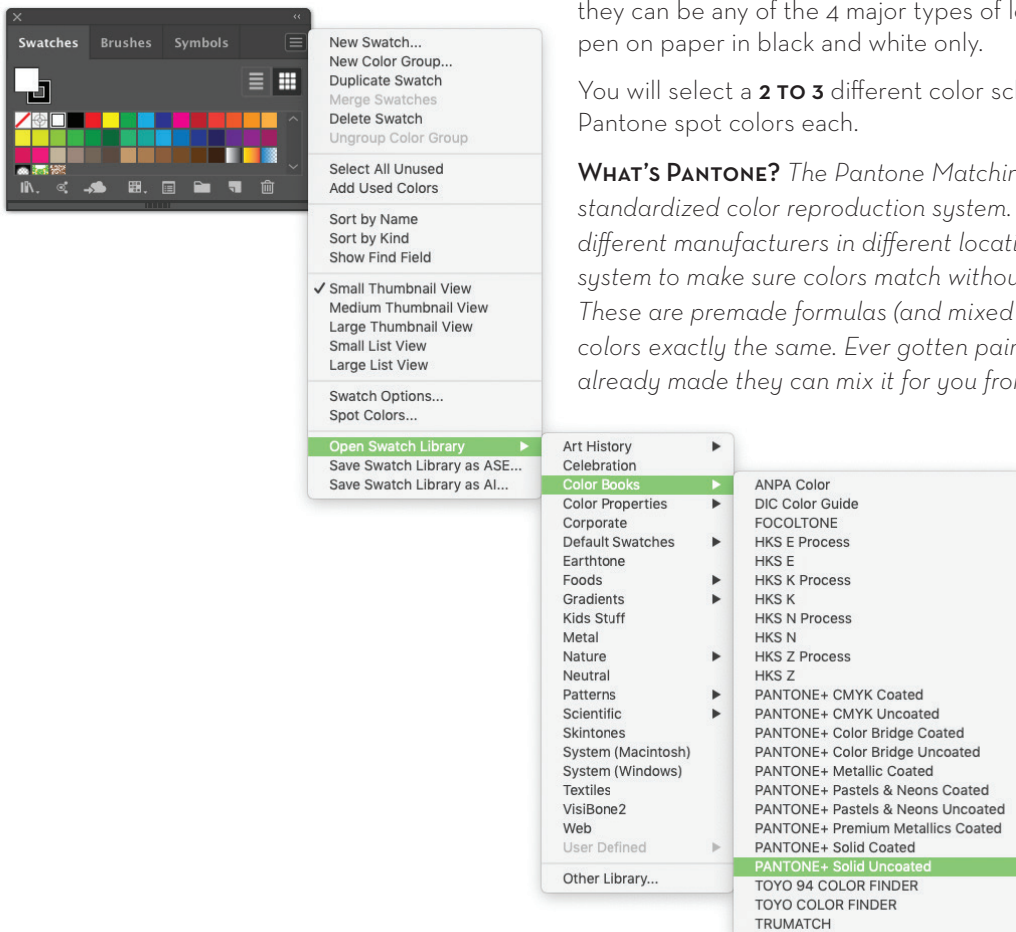 Swatches Brushes Symbols
New Swatch...
New Color Group...
Duplicate Swatch
Merge Swatches
Delete Swatch
Ungroup Color Group
Select All Unused
Add Used Colors
Sort by Name
Sort by Kind
Show Find Field
✓ Small Thumbnail View
Medium Thumbnail View
Large Thumbnail View
Small List View
Large List View
Swatch Options...
Spot Colors...
Open Swatch Library
Save Swatch Library as ASE...
Save Swatch Library as AI...
they can be any of the 4 major types of
pen on paper in black and white only.
You will select a 2 TO 3 different color
Pantone spot colors each.
WHAT'S PANTONE? The Pantone
standardized color reproduction system.
different manufacturers in different
system to make sure colors match
These are premade formulas (and mixed
colors exactly the same. Ever gotten
already made they can mix it for you
Art History
Celebration
Color Books
Color Properties
Corporate
Default Swatches
Earthtone
Foods
Gradients
Kids Stuff
Metal
Nature
Neutral
Patterns
Scientific
Skintones
System (Macintosh)
System (Windows)
Textiles
VisiBone2
Web
User Defined
Other Library...
ANPA Color
DIC Color Guide
FOCOLTONE
HKS E Process
HKS E
HKS K Process
HKS K
HKS N Process
HKS N
HKS Z Process
HKS Z
PANTONE+ CMYK Coated
PANTONE+ CMYK Uncoated
PANTONE+ Color Bridge Coated
PANTONE+ Color Bridge Uncoated
PANTONE+ Metallic Coated
PANTONE+ Pastels & Neons Coated
PANTONE+ Pastels & Neons Uncoated
PANTONE+ Premium Metallics Coated
PANTONE+ Solid Coated
PANTONE+ Solid Uncoated
TOYO 94 COLOR FINDER
TOYO COLOR FINDER
TRUMATCH